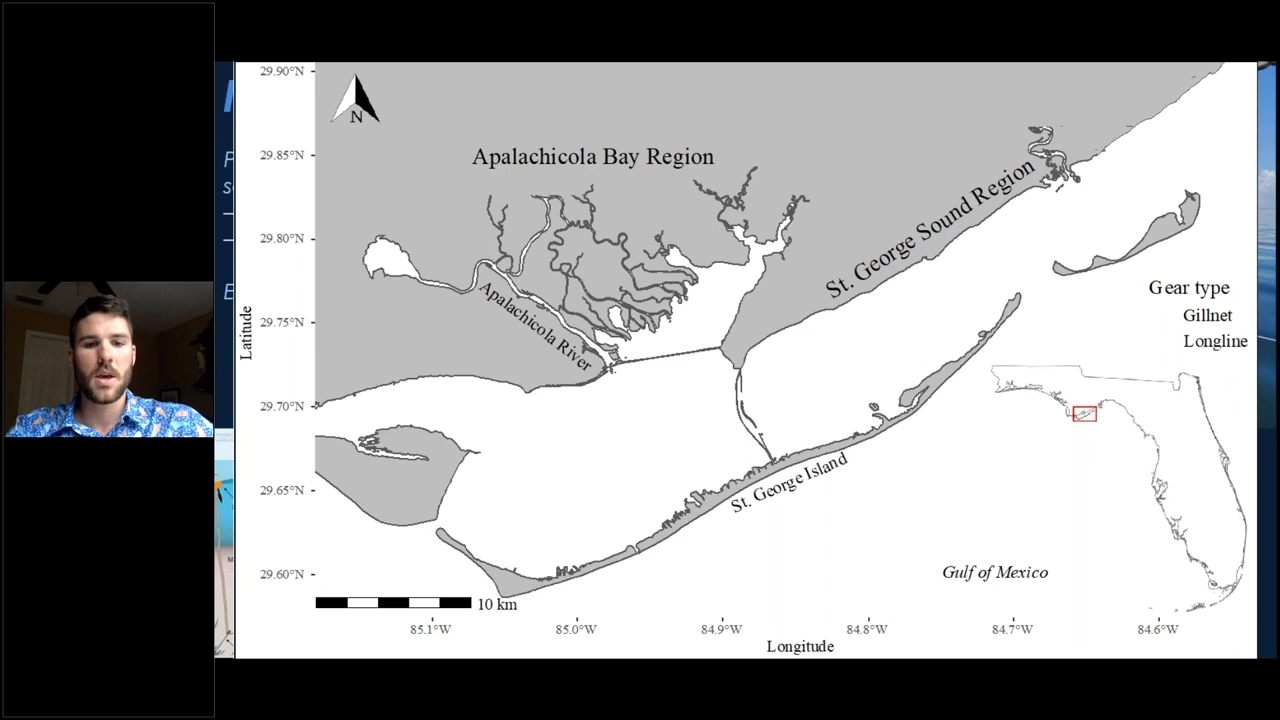 29.90°N
N
Apalachicola Bay Region
29.85°N
St. George Sound Region
29.80°N
Apalachicola River
Gear type
Gillnet
Longline
29.75°N
Latitude
29.70°N
29.65°N
St. George Island
29.60°N
Gulf of Mexico
10 km
85.1°W 85.0°W 84.9°W 84.8°W 84.7°W 84.6°W
Longitude